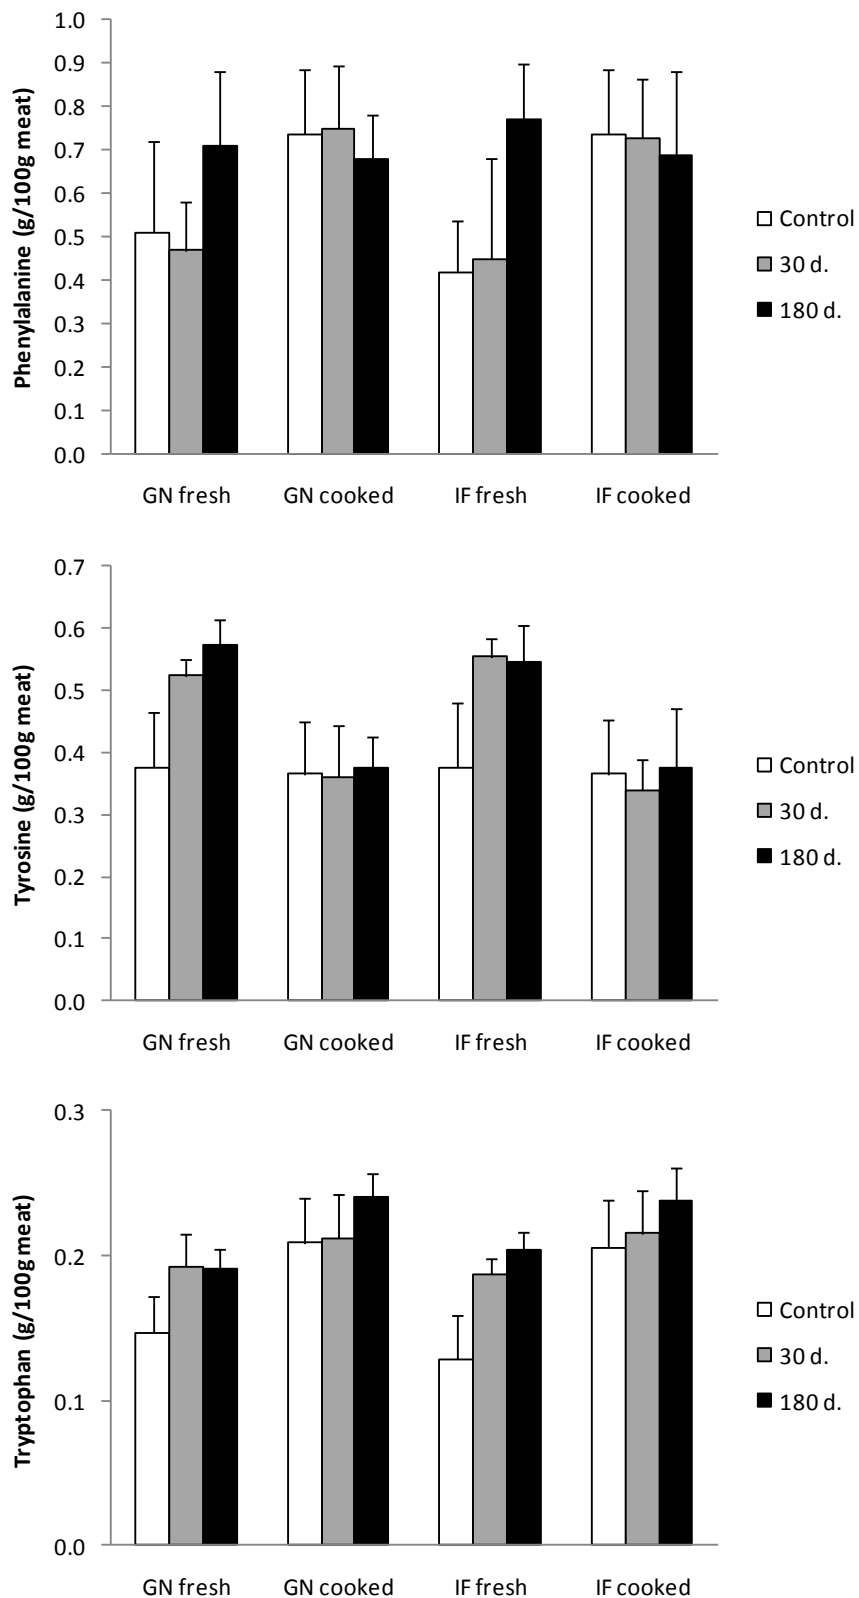 Phenylalanine (g/100g meat)
1.0
0.9
0.8
0.7
0.6
0.5
0.4
0.3
0.2
0.1
0.0
GN fresh GN cooked IF fresh IF cooked
Control
30 d.
180 d.
Tyrosine (g/100g meat)
0.7
0.6
0.5
0.4
0.3
0.2
0.1
0.0
GN fresh GN cooked IF fresh IF cooked
Control
30 d.
180 d.
Tryptophan (g/100g meat)
0.3
0.2
0.1
0.0
GN fresh GN cooked IF fresh IF cooked
Control
30 d.
180 d.